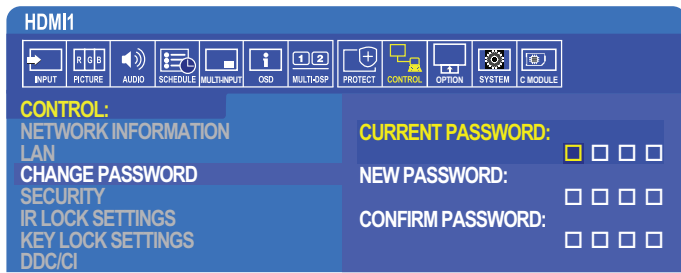 HDMI1
INPUT
R G B
PICTURE
AUDIO
SCHEDULE
MULTI-INPUT
OSD
1 2
MULTI-DSP
PROTECT
CONTROL
OPTION
SYSTEM
C MODULE
CONTROL:
NETWORK INFORMATION
LAN
CHANGE PASSWORD
SECURITY
IR LOCK SETTINGS
KEY LOCK SETTINGS
DDC/CI
CURRENT PASSWORD:
NEW PASSWORD:
CONFIRM PASSWORD: